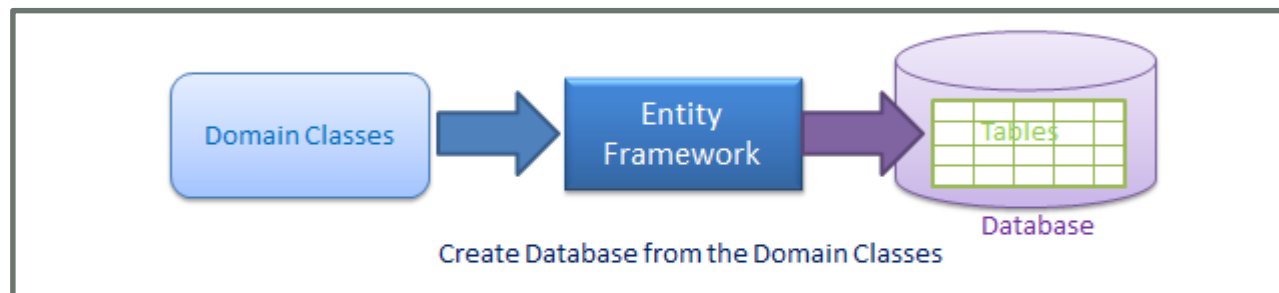 Domain Classes
Entity
Framework
Tables
Database
Create Database from the Domain Classes